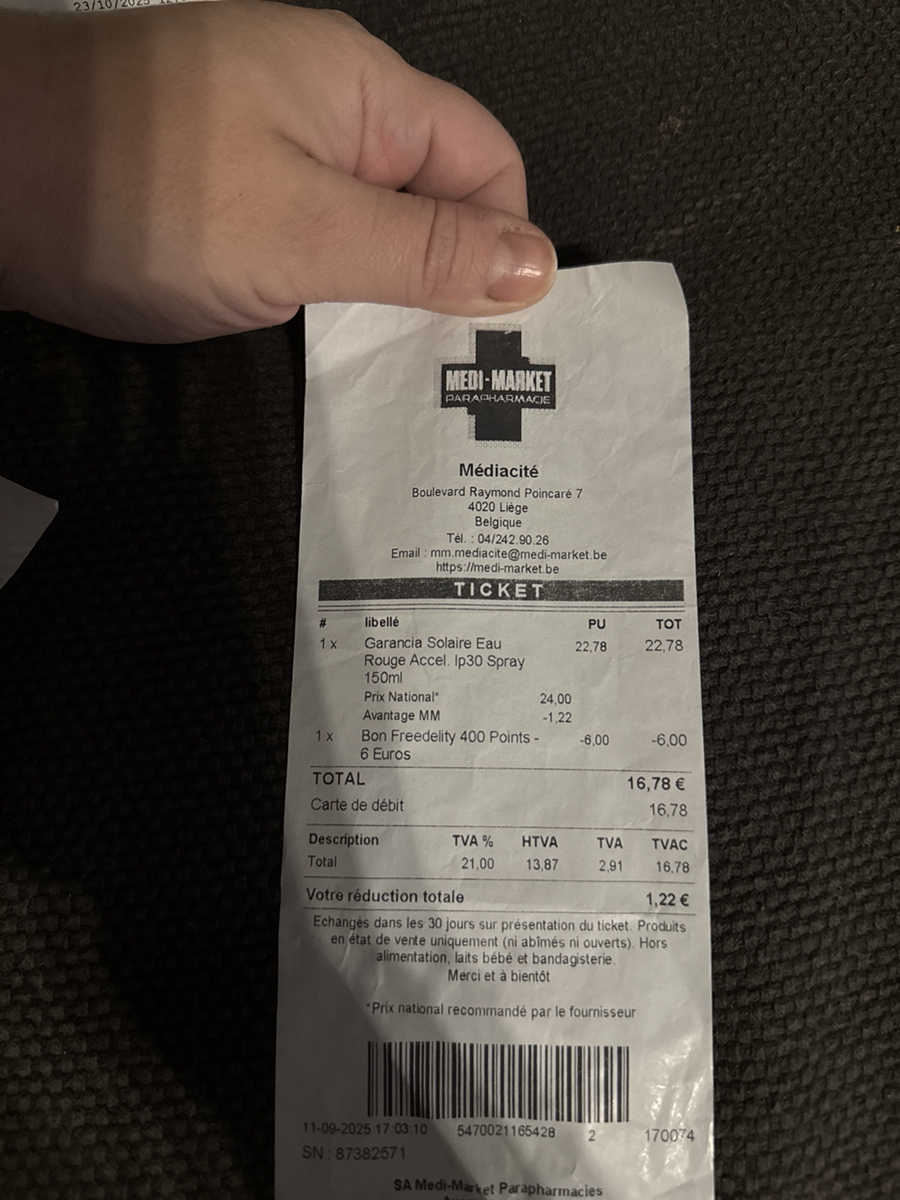 23/10/2025
MEDI-MARKET
PARAPHARMACIE
Médiacité
Boulevard Raymond Poincaré 7
4020 Liège
Belgique
Tél. : 04/242.90.26
Email : mm.mediacite@medi-market.be
https://medi-market.be
TICKET
# libellé PU TOT
1 x Garancia Solaire Eau 22,78 22,78
Rouge Accel. Ip30 Spray
150ml
Prix National* 24,00
Avantage MM -1,22
1 x Bon Freedelity 400 Points - -6,00 -6,00
6 Euros
TOTAL 16,78 €
Carte de débit 16,78
Description TVA % HTVA TVA TVAC
Total 21,00 13,87 2,91 16,78
Votre réduction totale 1,22 €
Echanges dans les 30 jours sur présentation du ticket. Produits
en état de vente uniquement (ni abîmés ni ouverts). Hors
alimentation, laits bébé et bandagisterie.
Merci et à bientôt
*Prix national recommandé par le fournisseur
11-09-2025 17:03:10 5470021165428 2 170074
SN : 87382571
SA Medi-Market Parapharmacies